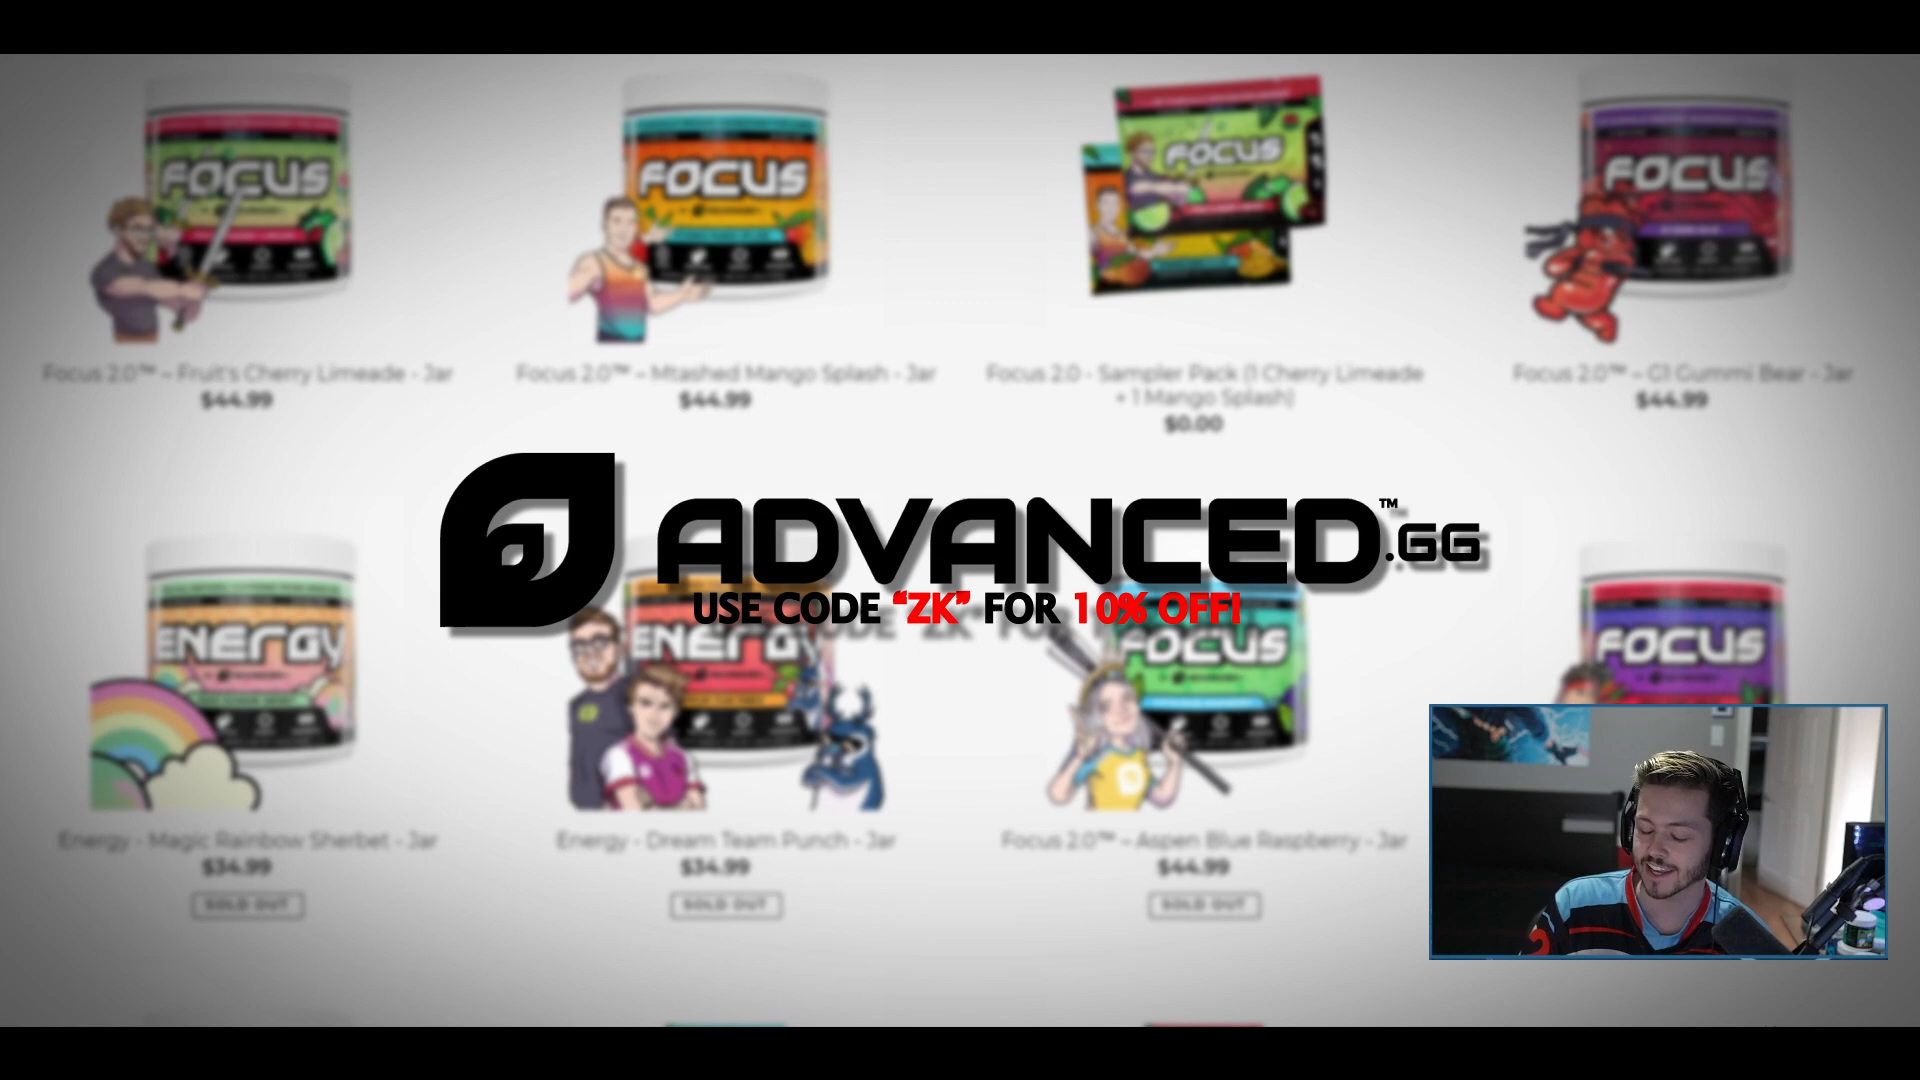 FOCUS
FOCUS
FOCUS
FOCUS
Focus 2.0™ – Fruit's Cherry Limeade - Jar
$44.99
Focus 2.0™ – Mtashed Mango Splash - Jar
$44.99
Focus 2.0 - Sampler Pack (1 Cherry Limeade
+ 1 Mango Splash)
$0.00
Focus 2.0™ – G1 Gummi Bear - Jar
$44.99
ADVANCED™.GG
USE CODE “ZK” FOR 10% OFF!
ENERGY
ENERGY
FOCUS
FOCUS
Energy - Magic Rainbow Sherbet - Jar
$34.99
SOLD OUT
Energy - Dream Team Punch - Jar
$34.99
SOLD OUT
Focus 2.0™ – Aspen Blue Raspberry - Jar
$44.99
SOLD OUT